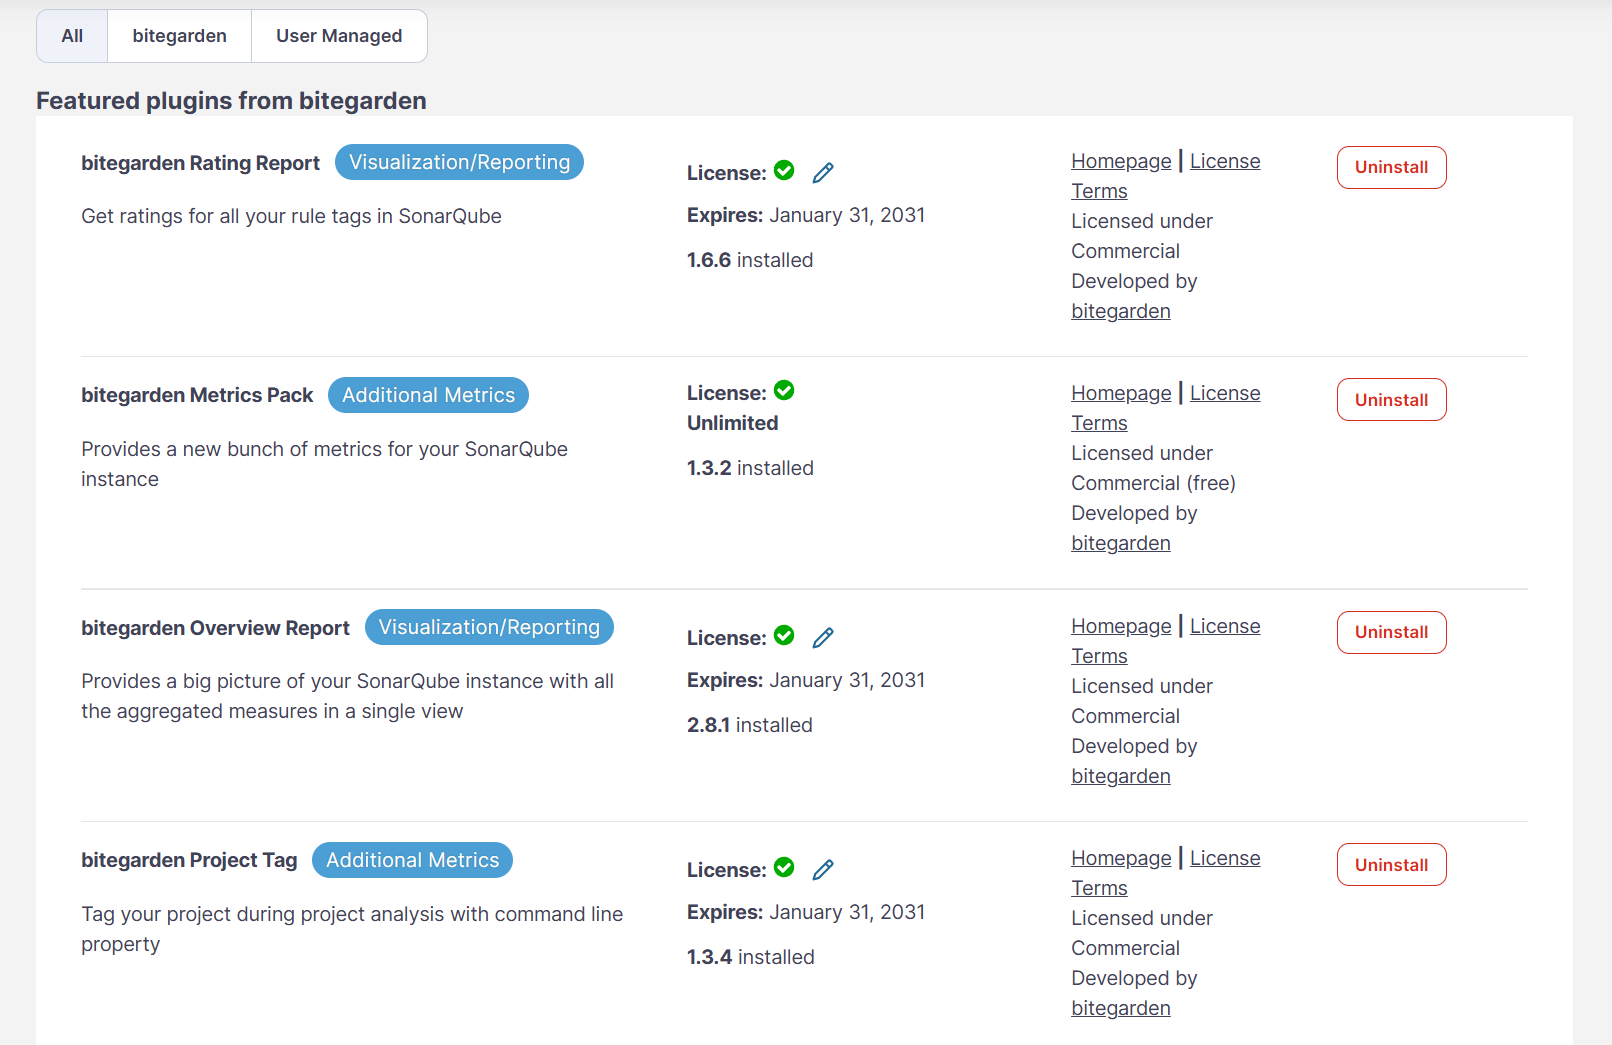 All
bitegarden
User Managed
Featured plugins from bitegarden
bitegarden Rating Report
Visualization/Reporting
Get ratings for all your rule tags in SonarQube
License:
Expires: January 31, 2031
1.6.6 installed
Homepage | License
Terms
Licensed under
Commercial
Developed by
bitegarden
Uninstall
bitegarden Metrics Pack
Additional Metrics
Provides a new bunch of metrics for your SonarQube
instance
License:
Unlimited
1.3.2 installed
Homepage | License
Terms
Licensed under
Commercial (free)
Developed by
bitegarden
Uninstall
bitegarden Overview Report
Visualization/Reporting
Provides a big picture of your SonarQube instance with all
the aggregated measures in a single view
License:
Expires: January 31, 2031
2.8.1 installed
Homepage | License
Terms
Licensed under
Commercial
Developed by
bitegarden
Uninstall
bitegarden Project Tag
Additional Metrics
Tag your project during project analysis with command line
property
License:
Expires: January 31, 2031
1.3.4 installed
Homepage | License
Terms
Licensed under
Commercial
Developed by
bitegarden
Uninstall